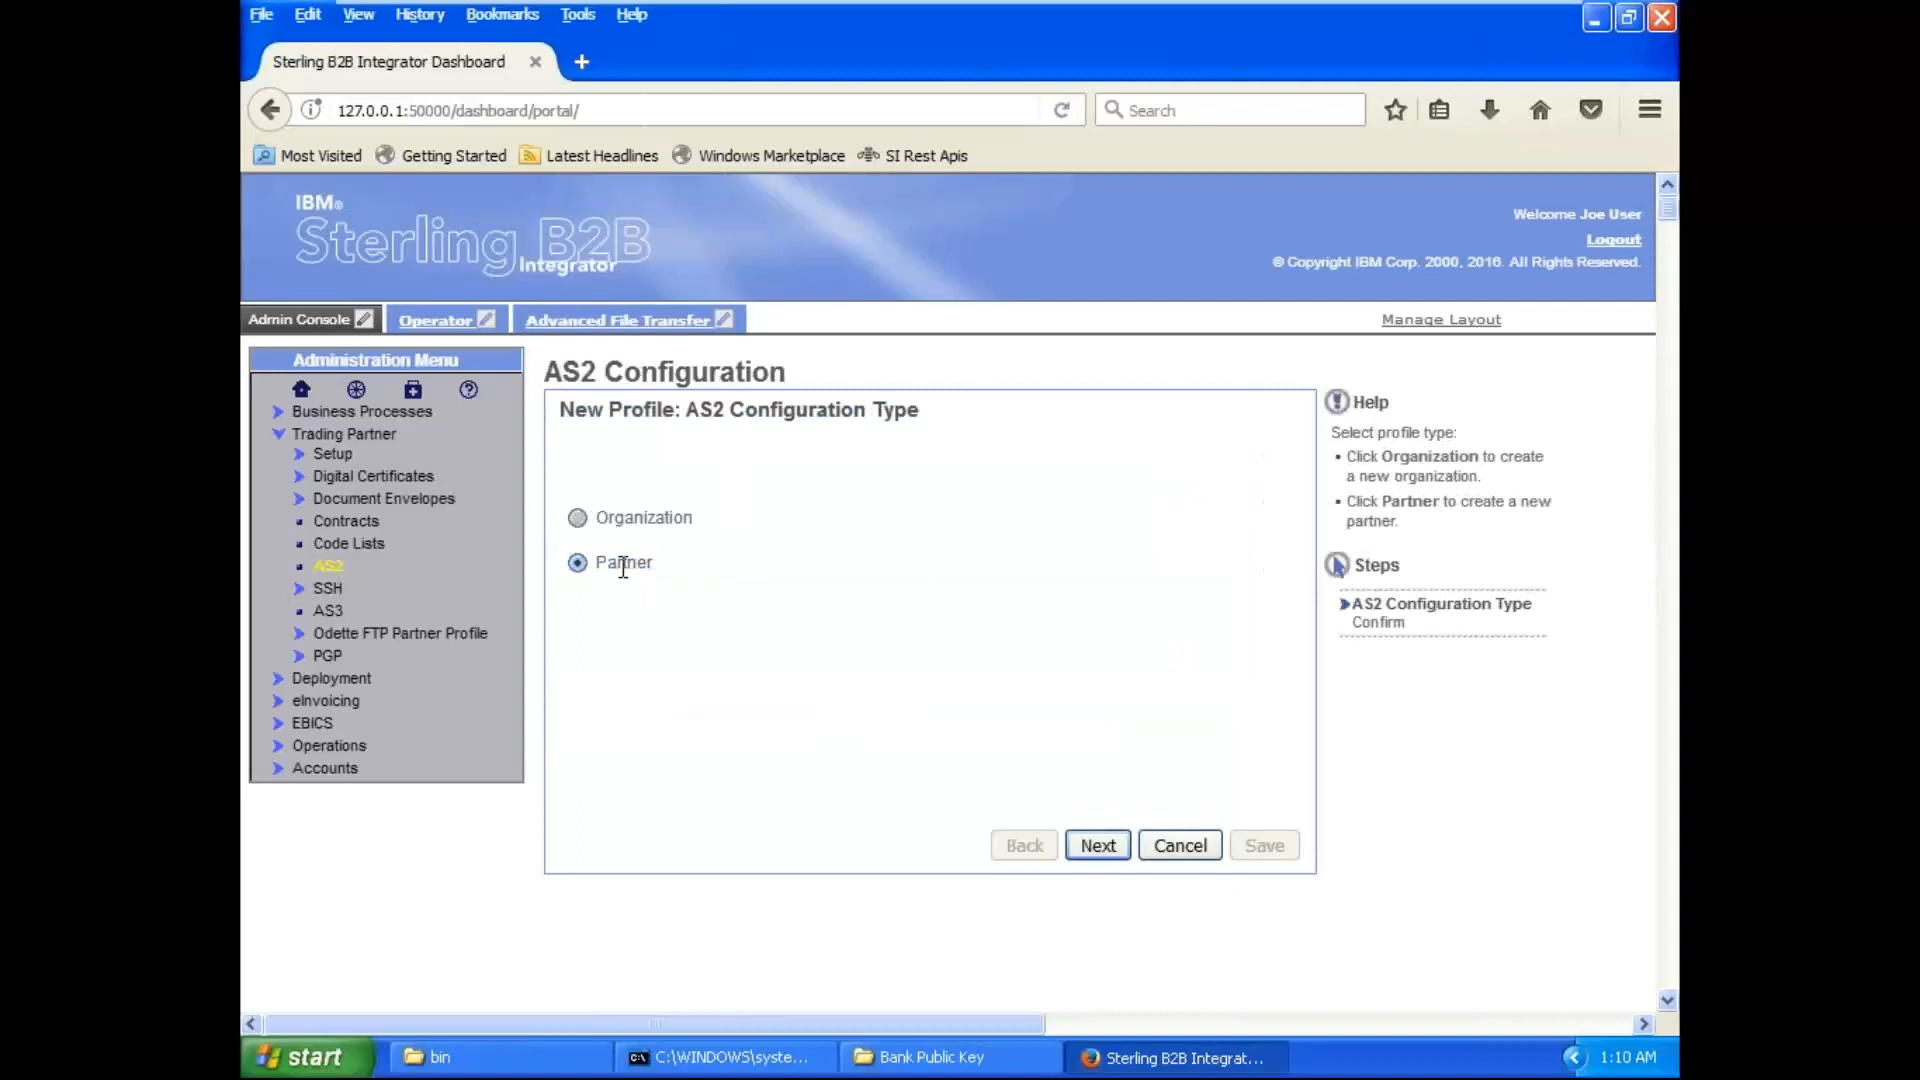 File Edit View History Bookmarks Tools Help
Sterling B2B Integrator Dashboard
127.0.0.1:50000/dashboard/portal/
Search
Most Visited Getting Started Latest Headlines Windows Marketplace SI Rest Apis
IBM®
Sterling B2B
Integrator
Welcome Joe User
Logout
© Copyright IBM Corp. 2000, 2016. All Rights Reserved.
Admin Console Operator Advanced File Transfer Manage Layout
Administration Menu
Business Processes
Trading Partner
Setup
Digital Certificates
Document Envelopes
Contracts
Code Lists
AS2
SSH
AS3
Odette FTP Partner Profile
PGP
Deployment
eInvoicing
EBICS
Operations
Accounts
AS2 Configuration
New Profile: AS2 Configuration Type
Organization
Partner
Back Next Cancel Save
Help
Select profile type:
• Click Organization to create
a new organization.
• Click Partner to create a new
partner.
Steps
AS2 Configuration Type
Confirm
start bin C:\WINDOWS\syste... Bank Public Key Sterling B2B Integrat... 1:10 AM